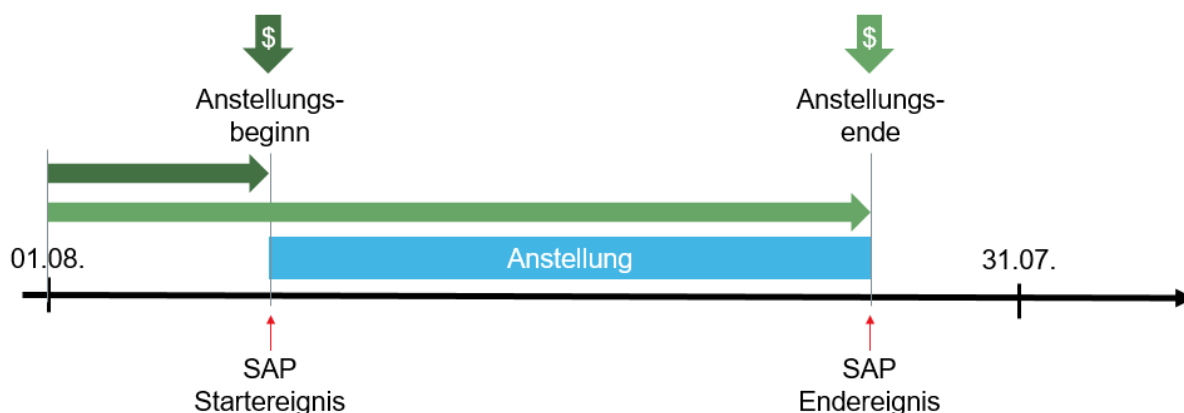 $
$
Anstellungs-
beginn
Anstellungs-
ende
01.08.
Anstellung
31.07.
SAP
Startereignis
SAP
Endereignis